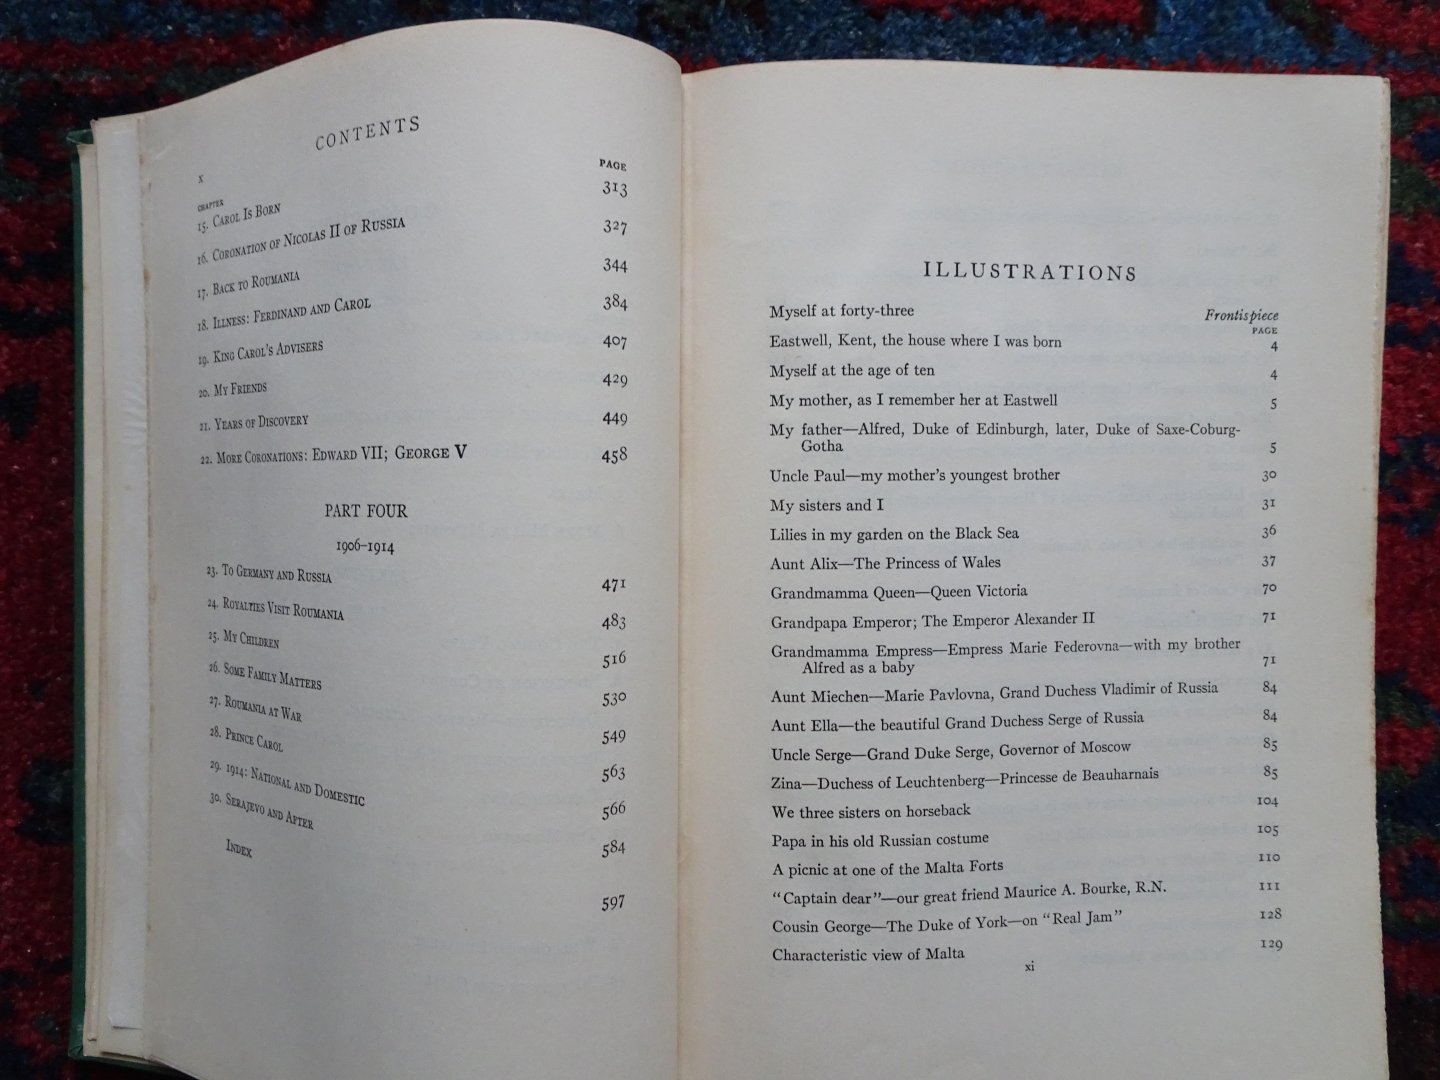 CONTENTS
x
PAGE
CHAPTER
15. CAROL IS BORN 313
16. CORONATION OF NICOLAS II OF RUSSIA 327
17. BACK TO ROUMANIA 344
18. ILLNESS: FERDINAND AND CAROL 384
19. KING CAROL'S ADVISERS 407
20. MY FRIENDS 429
21. YEARS OF DISCOVERY 449
22. MORE CORONATIONS: EDWARD VII; GEORGE V 458
PART FOUR
1906–1914
23. TO GERMANY AND RUSSIA 471
24. ROYALTIES VISIT ROUMANIA 483
25. MY CHILDREN 516
26. SOME FAMILY MATTERS 530
27. ROUMANIA AT WAR 549
28. PRINCE CAROL 563
29. 1914: NATIONAL AND DOMESTIC 566
30. SERAJEVO AND AFTER 584
INDEX 597
ILLUSTRATIONS
Myself at forty-three Frontispiece
PAGE
Eastwell, Kent, the house where I was born 4
Myself at the age of ten 4
My mother, as I remember her at Eastwell 5
My father—Alfred, Duke of Edinburgh, later, Duke of Saxe-Coburg-
Gotha 5
Uncle Paul—my mother's youngest brother 30
My sisters and I 31
Lilies in my garden on the Black Sea 36
Aunt Alix—The Princess of Wales 37
Grandmamma Queen—Queen Victoria 70
Grandpapa Emperor; The Emperor Alexander II 71
Grandmamma Empress—Empress Marie Federovna—with my brother
Alfred as a baby 71
Aunt Miechen—Marie Pavlovna, Grand Duchess Vladimir of Russia 84
Aunt Ella—the beautiful Grand Duchess Serge of Russia 84
Uncle Serge—Grand Duke Serge, Governor of Moscow 85
Zina—Duchess of Leuchtenberg—Princesse de Beauharnais 85
We three sisters on horseback 104
Papa in his old Russian costume 105
A picnic at one of the Malta Forts 110
"Captain dear"—our great friend Maurice A. Bourke, R.N. 111
Cousin George—The Duke of York—on "Real Jam" 128
Characteristic view of Malta 129
xi